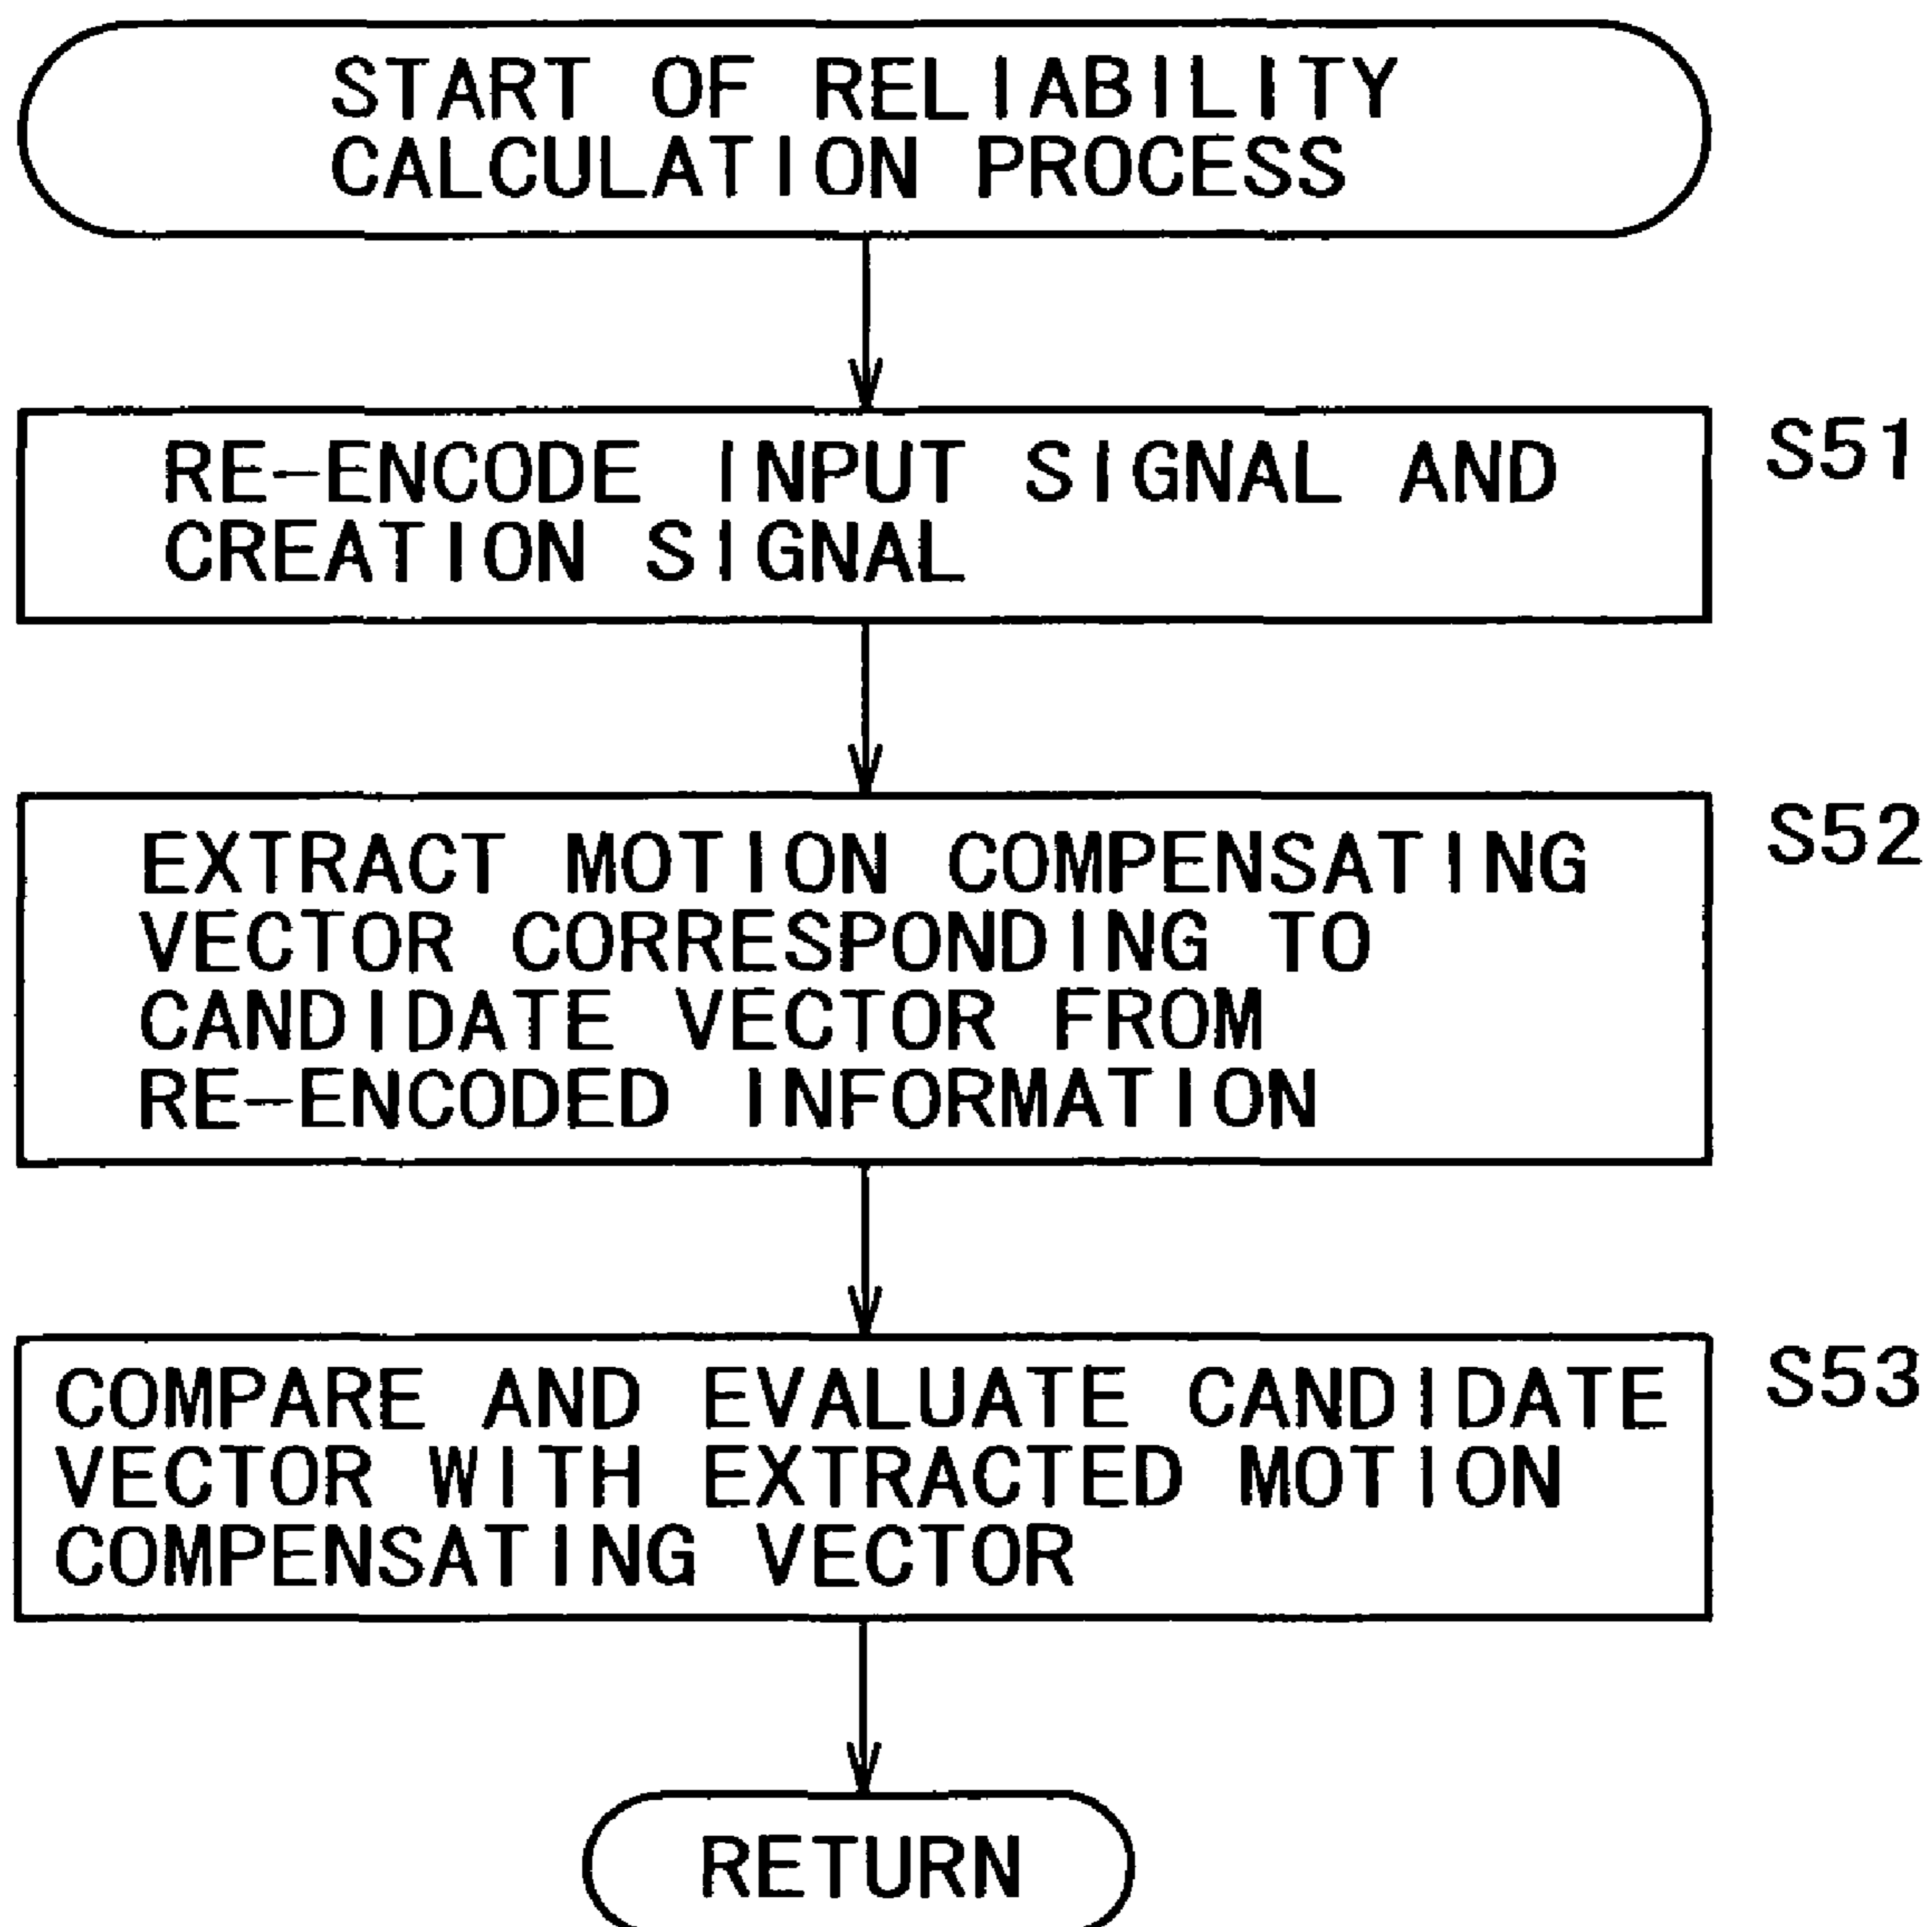 START OF RELIABILITY
CALCULATION PROCESS
RE-ENCODE INPUT SIGNAL AND
CREATION SIGNAL
S51
EXTRACT MOTION COMPENSATING
VECTOR CORRESPONDING TO
CANDIDATE VECTOR FROM
RE-ENCODED INFORMATION
S52
COMPARE AND EVALUATE CANDIDATE
VECTOR WITH EXTRACTED MOTION
COMPENSATING VECTOR
S53
RETURN